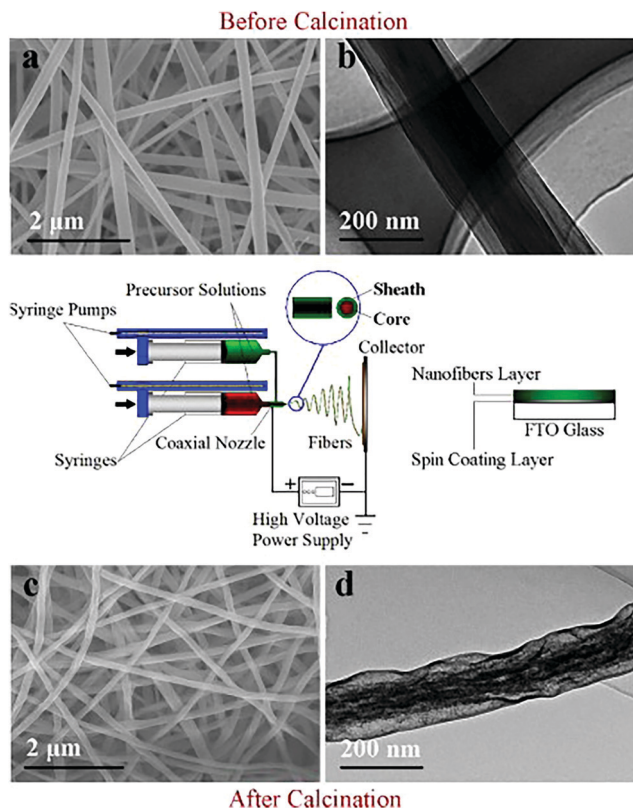 Before Calcination
a
b
2 μm
200 nm
Precursor Solutions
Syringe Pumps
Sheath
Core
Collector
Nanofibers Layer
Syringes
Coaxial Nozzle
Fibers
FTO Glass
Spin Coating Layer
+
−
High Voltage
Power Supply
c
d
2 μm
200 nm
After Calcination